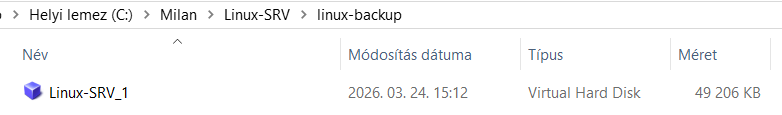 Helyi lemez (C:) > Milan > Linux-SRV > linux-backup
Név Módosítás dátuma Típus Méret
Linux-SRV_1 2026. 03. 24. 15:12 Virtual Hard Disk 49 206 KB